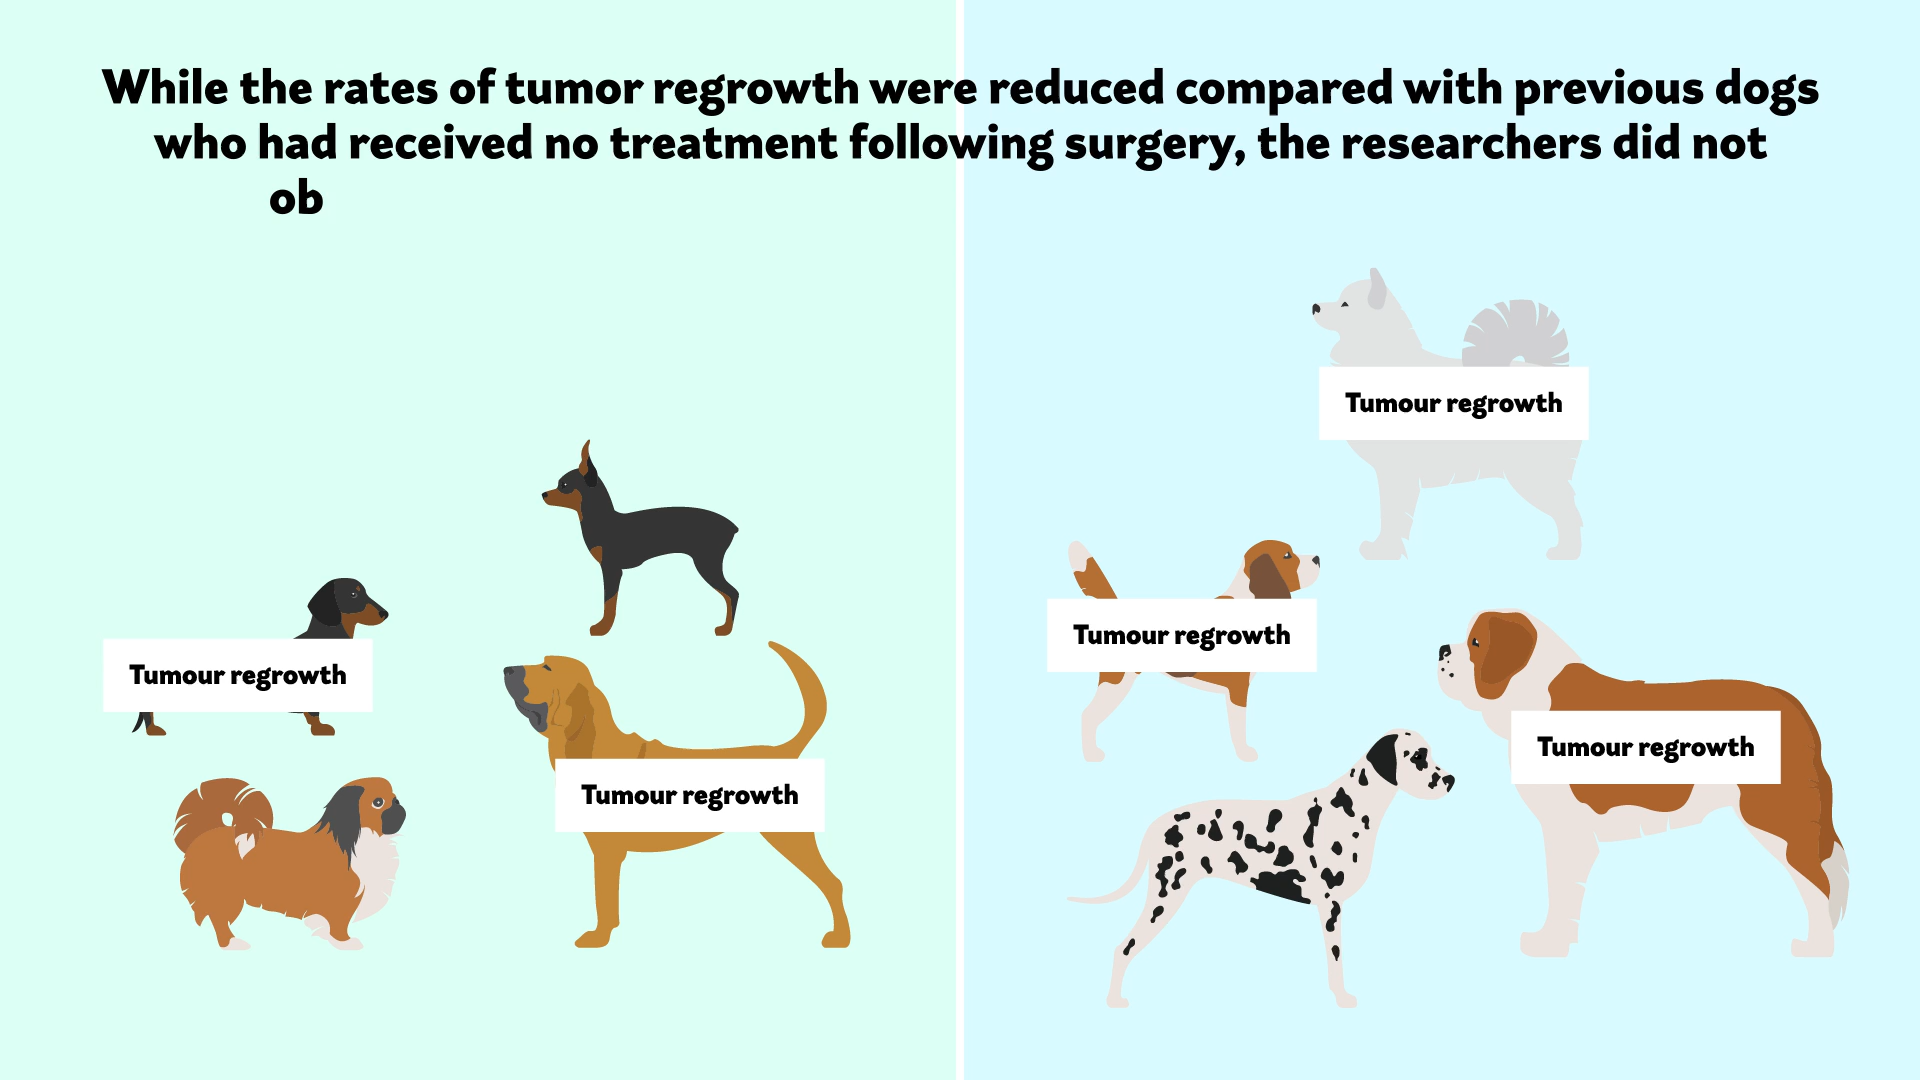 While the rates of tumor regrowth were reduced compared with previous dogs
who had received no treatment following surgery, the researchers did not
ob
Tumour regrowth
Tumour regrowth
Tumour regrowth
Tumour regrowth
Tumour regrowth